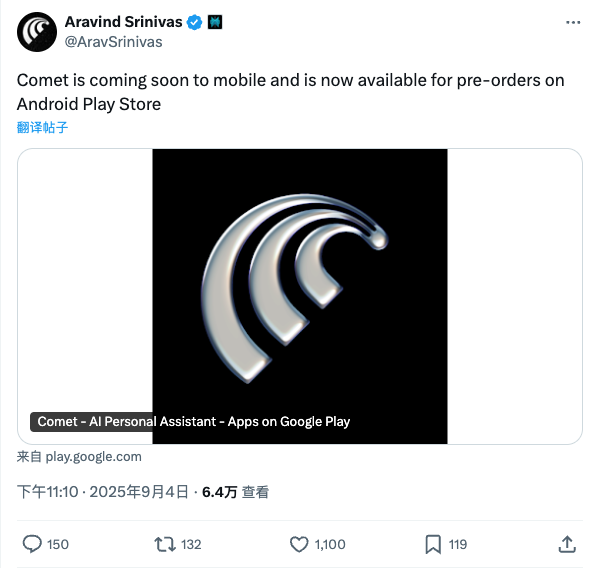 Aravind Srinivas
@AravSrinivas
Comet is coming soon to mobile and is now available for pre-orders on
Android Play Store
翻译帖子
Comet - AI Personal Assistant - Apps on Google Play
来自 play.google.com
下午11:10 · 2025年9月4日 · 6.4万 查看
150 132 1,100 119